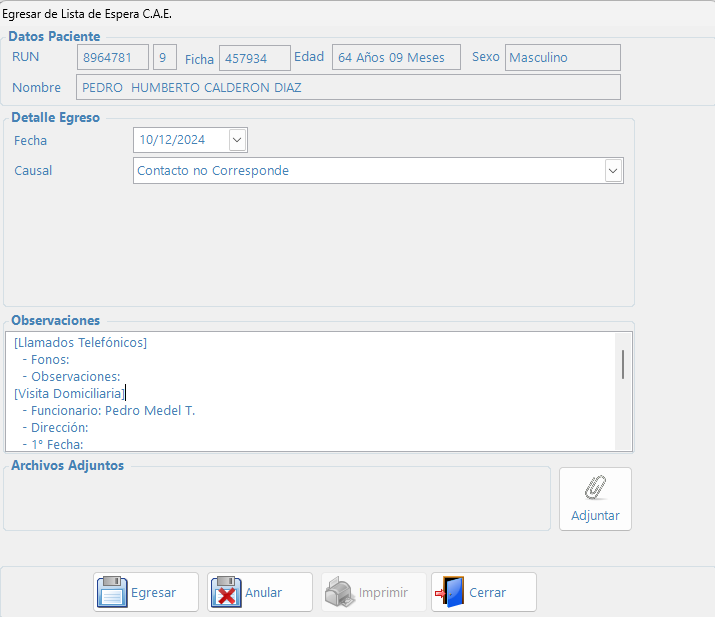 Egresar de Lista de Espera C.A.E.
Datos Paciente
RUN 8964781 9 Ficha 457934 Edad 64 Años 09 Meses Sexo Masculino
Nombre PEDRO HUMBERTO CALDERON DIAZ
Detalle Egreso
Fecha 10/12/2024
Causal Contacto no Corresponde
Observaciones
[Llamados Telefónicos]
- Fonos:
- Observaciones:
[Visita Domiciliaria]
- Funcionario: Pedro Medel T.
- Dirección:
- 1° Fecha:
Archivos Adjuntos
Adjuntar
Egresar Anular Imprimir Cerrar